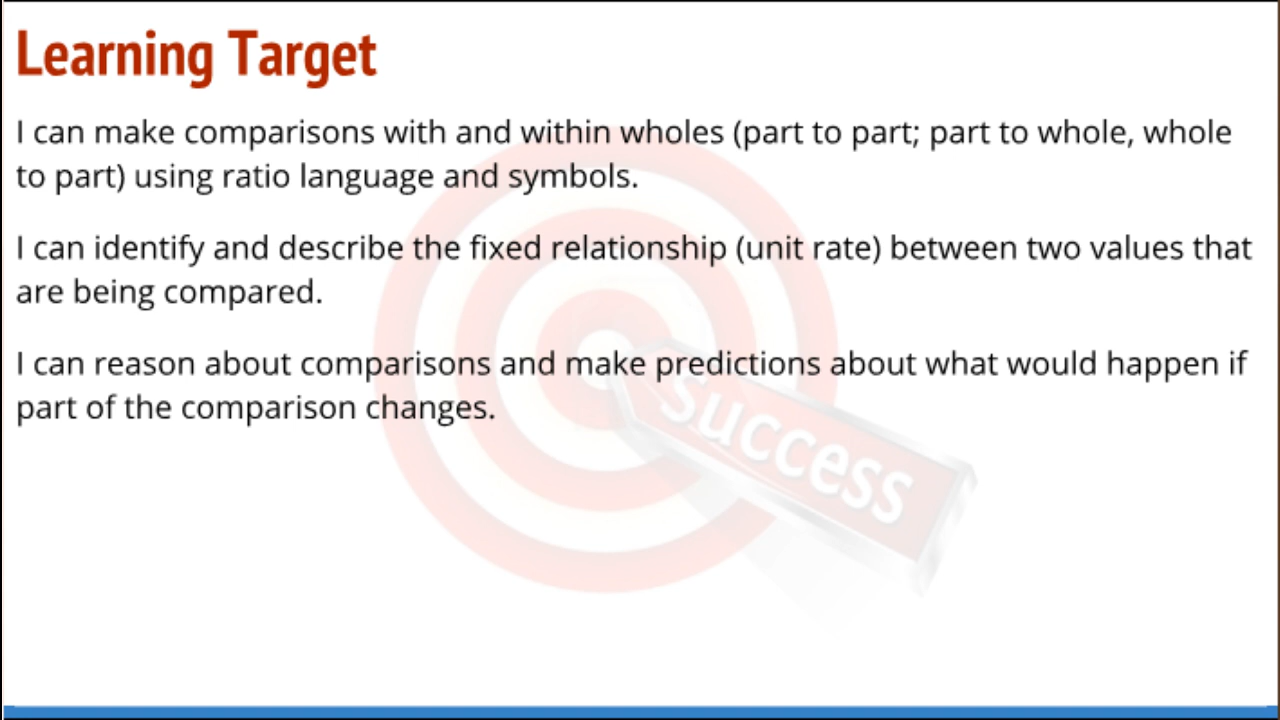 Learning Target
I can make comparisons with and within wholes (part to part; part to whole, whole
to part) using ratio language and symbols.
I can identify and describe the fixed relationship (unit rate) between two values that
are being compared.
I can reason about comparisons and make predictions about what would happen if
part of the comparison changes.
Success